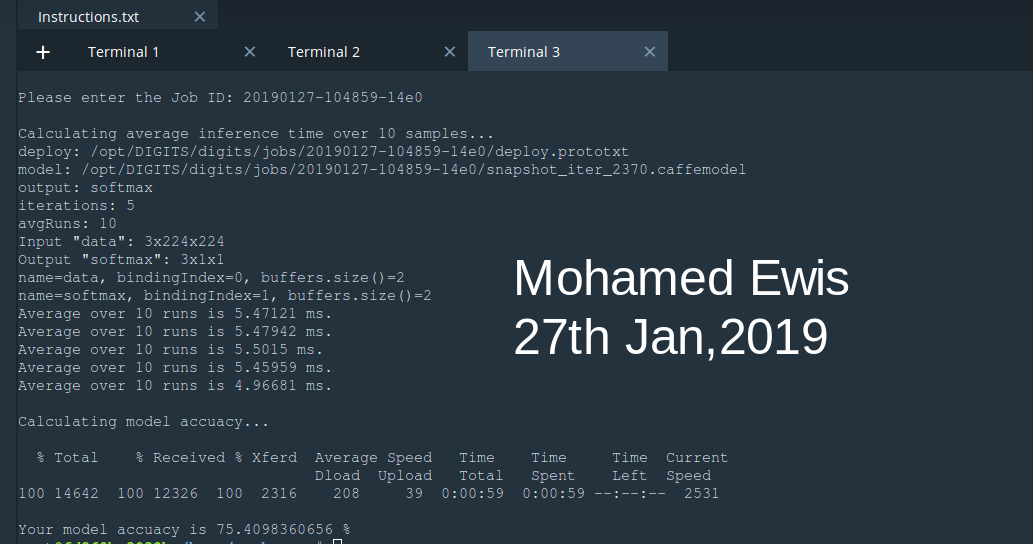 Instructions.txt ✕
+ Terminal 1 ✕ Terminal 2 ✕ Terminal 3 ✕
Please enter the Job ID: 20190127-104859-14e0
Calculating average inference time over 10 samples...
deploy: /opt/DIGITS/digits/jobs/20190127-104859-14e0/deploy.prototxt
model: /opt/DIGITS/digits/jobs/20190127-104859-14e0/snapshot_iter_2370.caffemodel
output: softmax
iterations: 5
avgRuns: 10
Input "data": 3x224x224
Output "softmax": 3x1x1
name=data, bindingIndex=0, buffers.size()=2
name=softmax, bindingIndex=1, buffers.size()=2
Average over 10 runs is 5.47121 ms.
Average over 10 runs is 5.47942 ms.
Average over 10 runs is 5.5015 ms.
Average over 10 runs is 5.45959 ms.
Average over 10 runs is 4.96681 ms.
Mohamed Ewis
27th Jan,2019
Calculating model accuacy...
% Total % Received % Xferd Average Speed Time Time Time Current
Dload Upload Total Spent Left Speed
100 14642 100 12326 100 2316 208 39 0:00:59 0:00:59 --:--:-- 2531
Your model accuacy is 75.4098360656 %